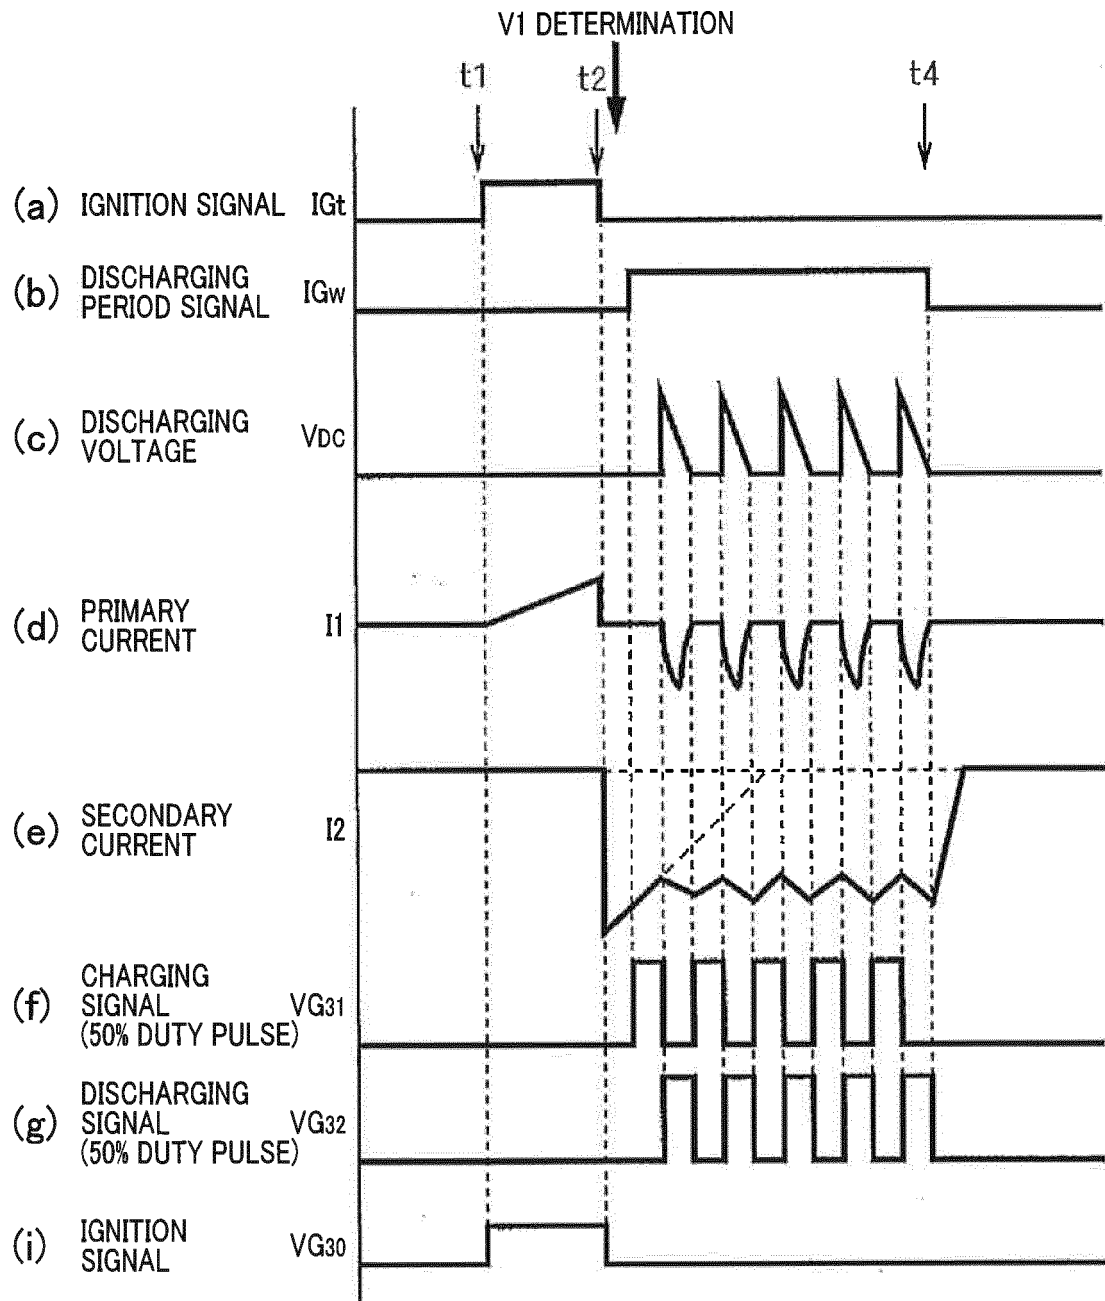 V1 DETERMINATION
t1 t2 t4
(a) IGNITION SIGNAL IGt
(b) DISCHARGING
PERIOD SIGNAL IGw
(c) DISCHARGING
VOLTAGE VDC
(d) PRIMARY
CURRENT I1
(e) SECONDARY
CURRENT I2
(f) CHARGING
SIGNAL VG31
(50% DUTY PULSE)
(g) DISCHARGING
SIGNAL VG32
(50% DUTY PULSE)
(i) IGNITION
SIGNAL VG30